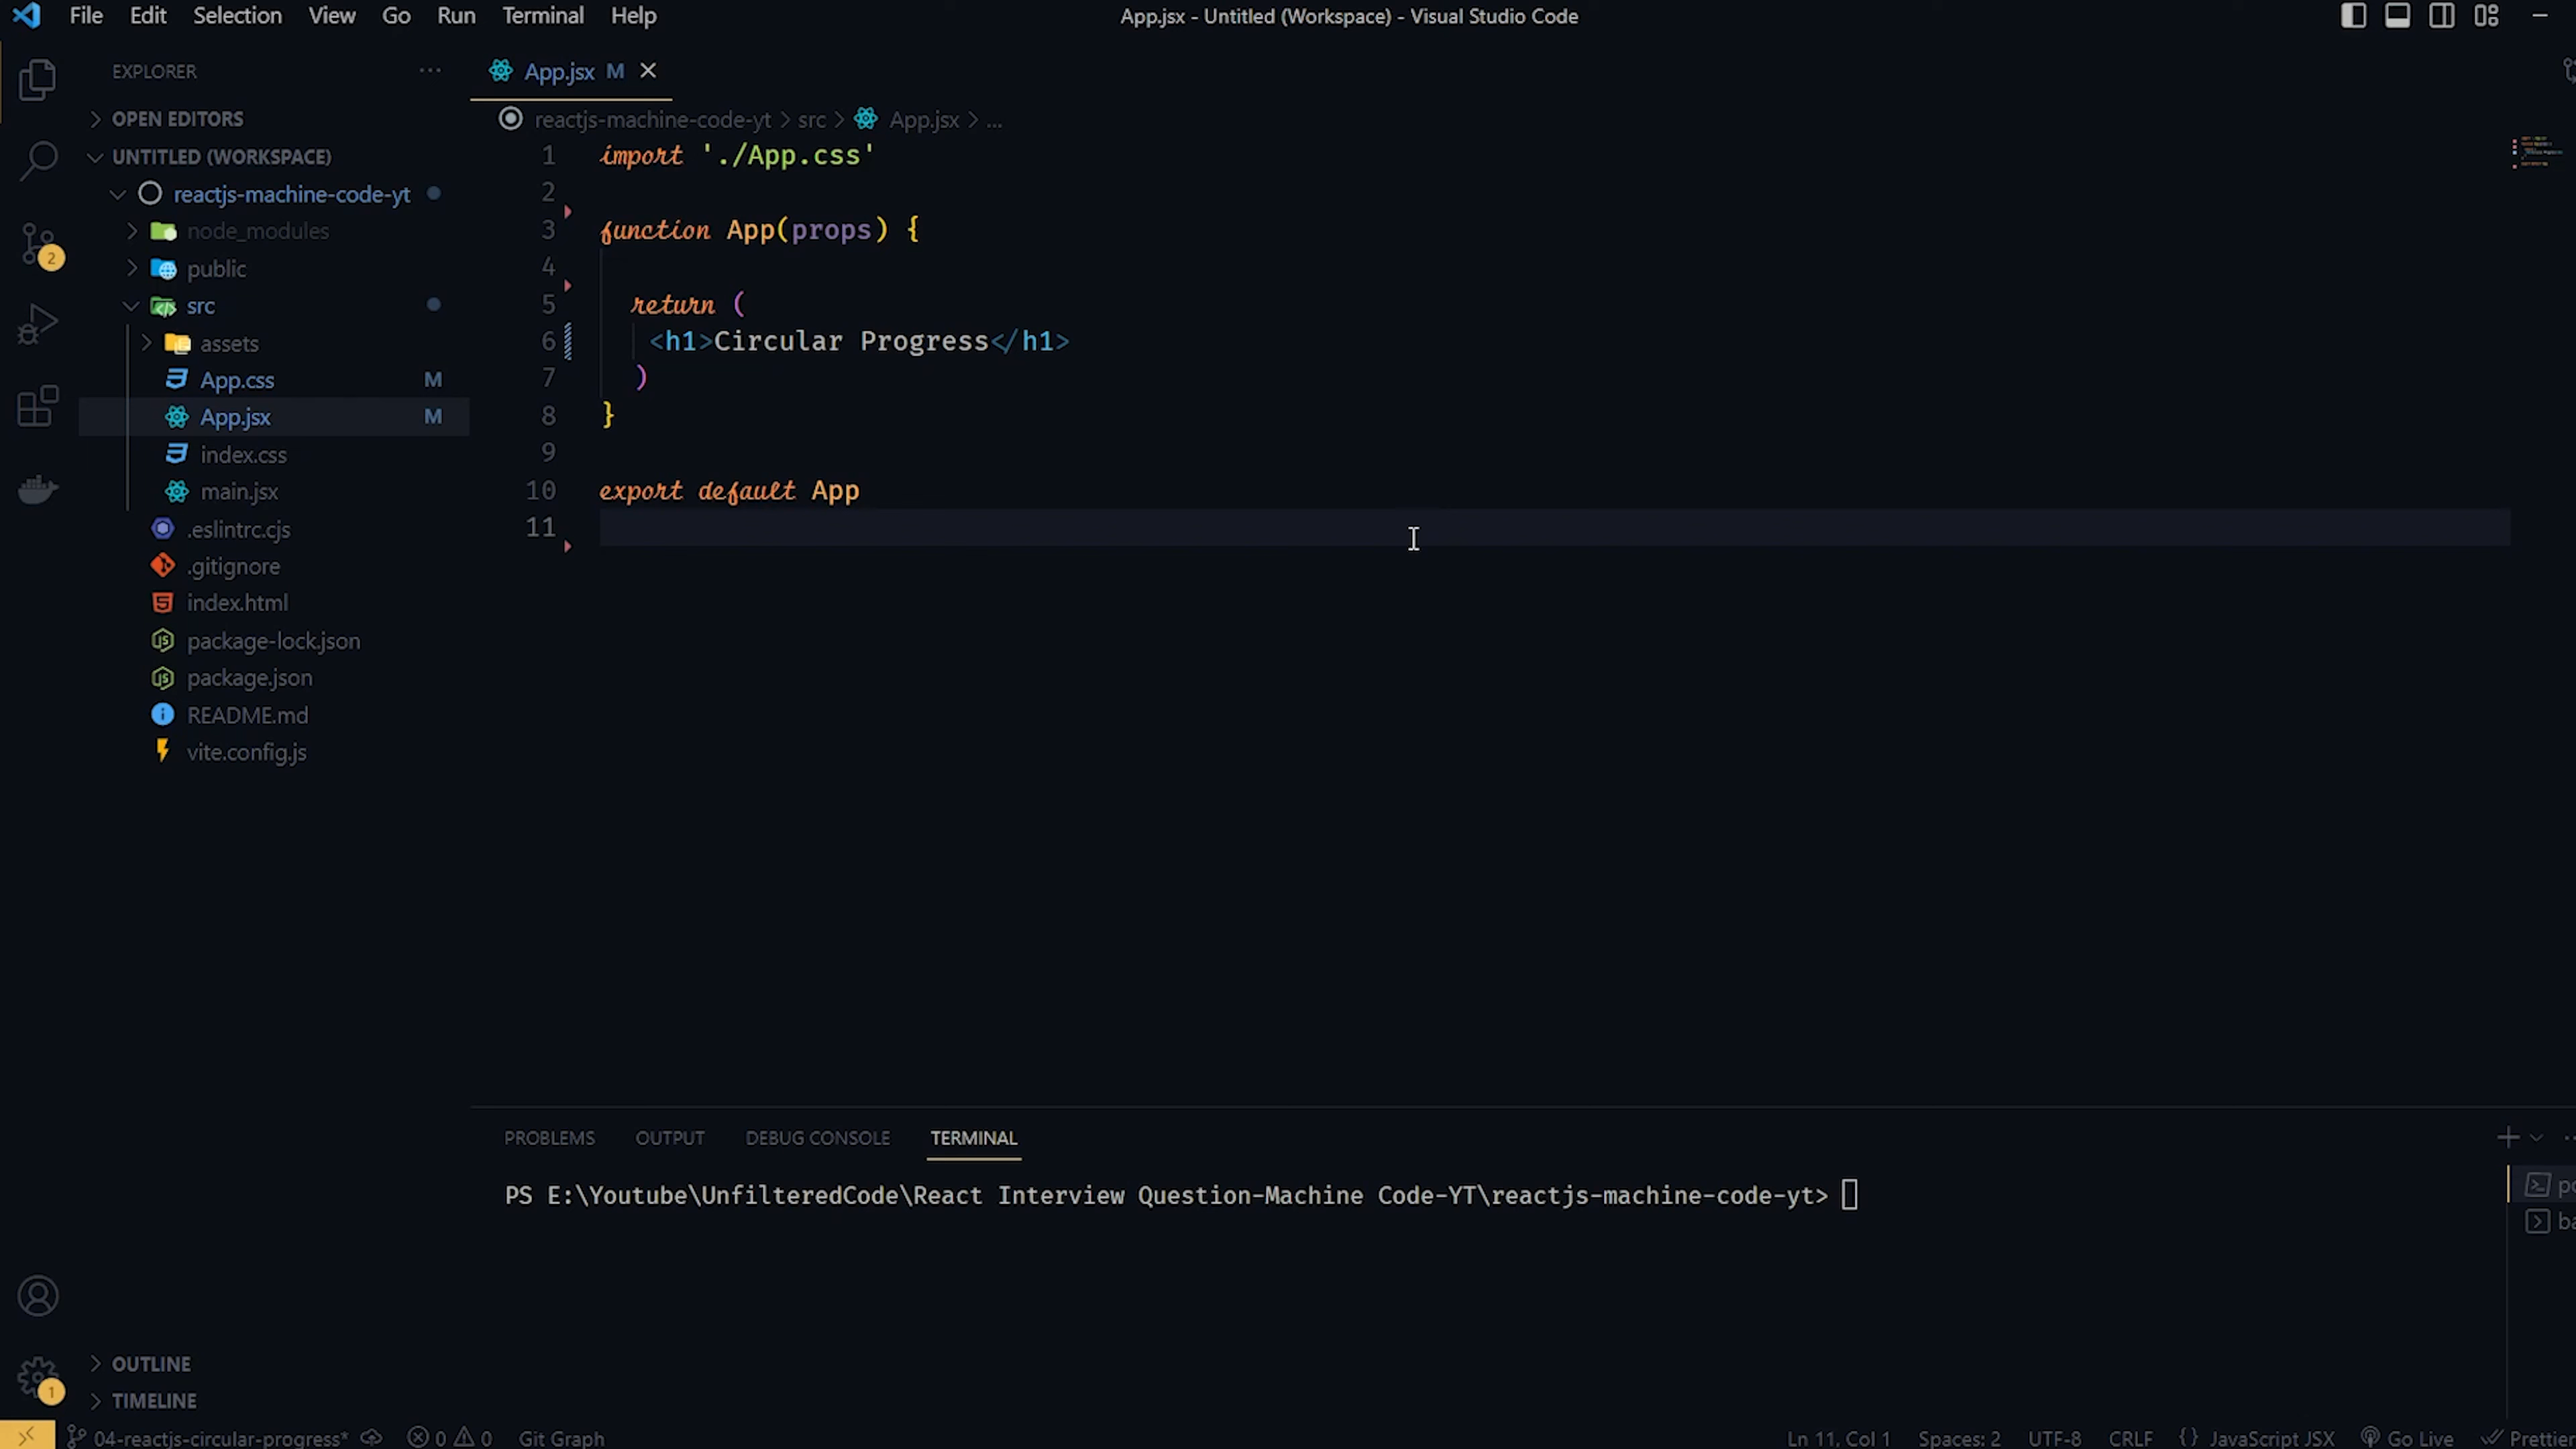 File Edit Selection View Go Run Terminal Help
App.jsx - Untitled (Workspace) - Visual Studio Code
EXPLORER
App.jsx M
OPEN EDITORS
reactjs-machine-code-yt > src > App.jsx > ...
UNTITLED (WORKSPACE)
reactjs-machine-code-yt
node_modules
public
src
assets
App.css M
App.jsx M
index.css
main.jsx
.eslintrc.cjs
.gitignore
index.html
package-lock.json
package.json
README.md
vite.config.js
2
1 import './App.css'
2
3 function App(props) {
4
5 return (
6 <h1>Circular Progress</h1>
7 )
8 }
9
10 export default App
11
PROBLEMS OUTPUT DEBUG CONSOLE TERMINAL
PS E:\Youtube\UnfilteredCode\React Interview Question-Machine Code-YT\reactjs-machine-code-yt>
OUTLINE
1
TIMELINE
04-reactjs-circular-progress* 0 0 Git Graph
Ln 11, Col 1 Spaces: 2 UTF-8 CRLF {} JavaScript JSX Go Live